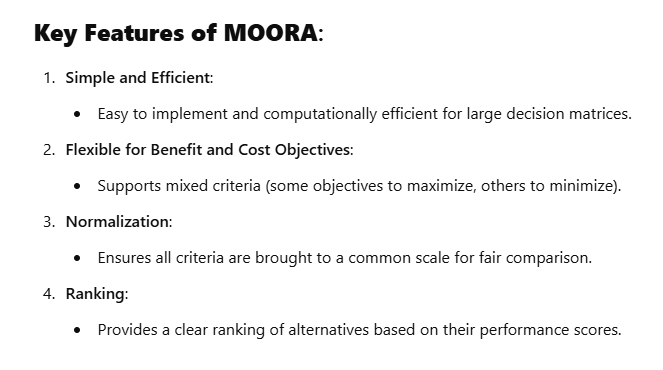 Key Features of MOORA:
1. Simple and Efficient:
• Easy to implement and computationally efficient for large decision matrices.
2. Flexible for Benefit and Cost Objectives:
• Supports mixed criteria (some objectives to maximize, others to minimize).
3. Normalization:
• Ensures all criteria are brought to a common scale for fair comparison.
4. Ranking:
• Provides a clear ranking of alternatives based on their performance scores.